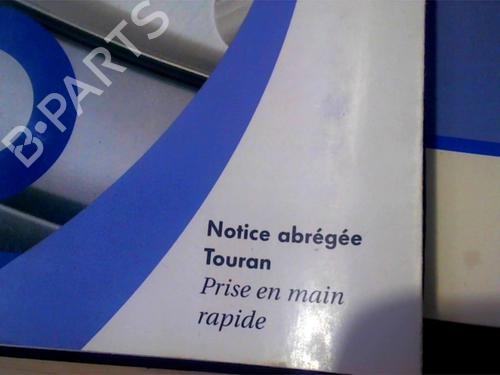 B·PARTS
Notice abrégée
Touran
Prise en main
rapide